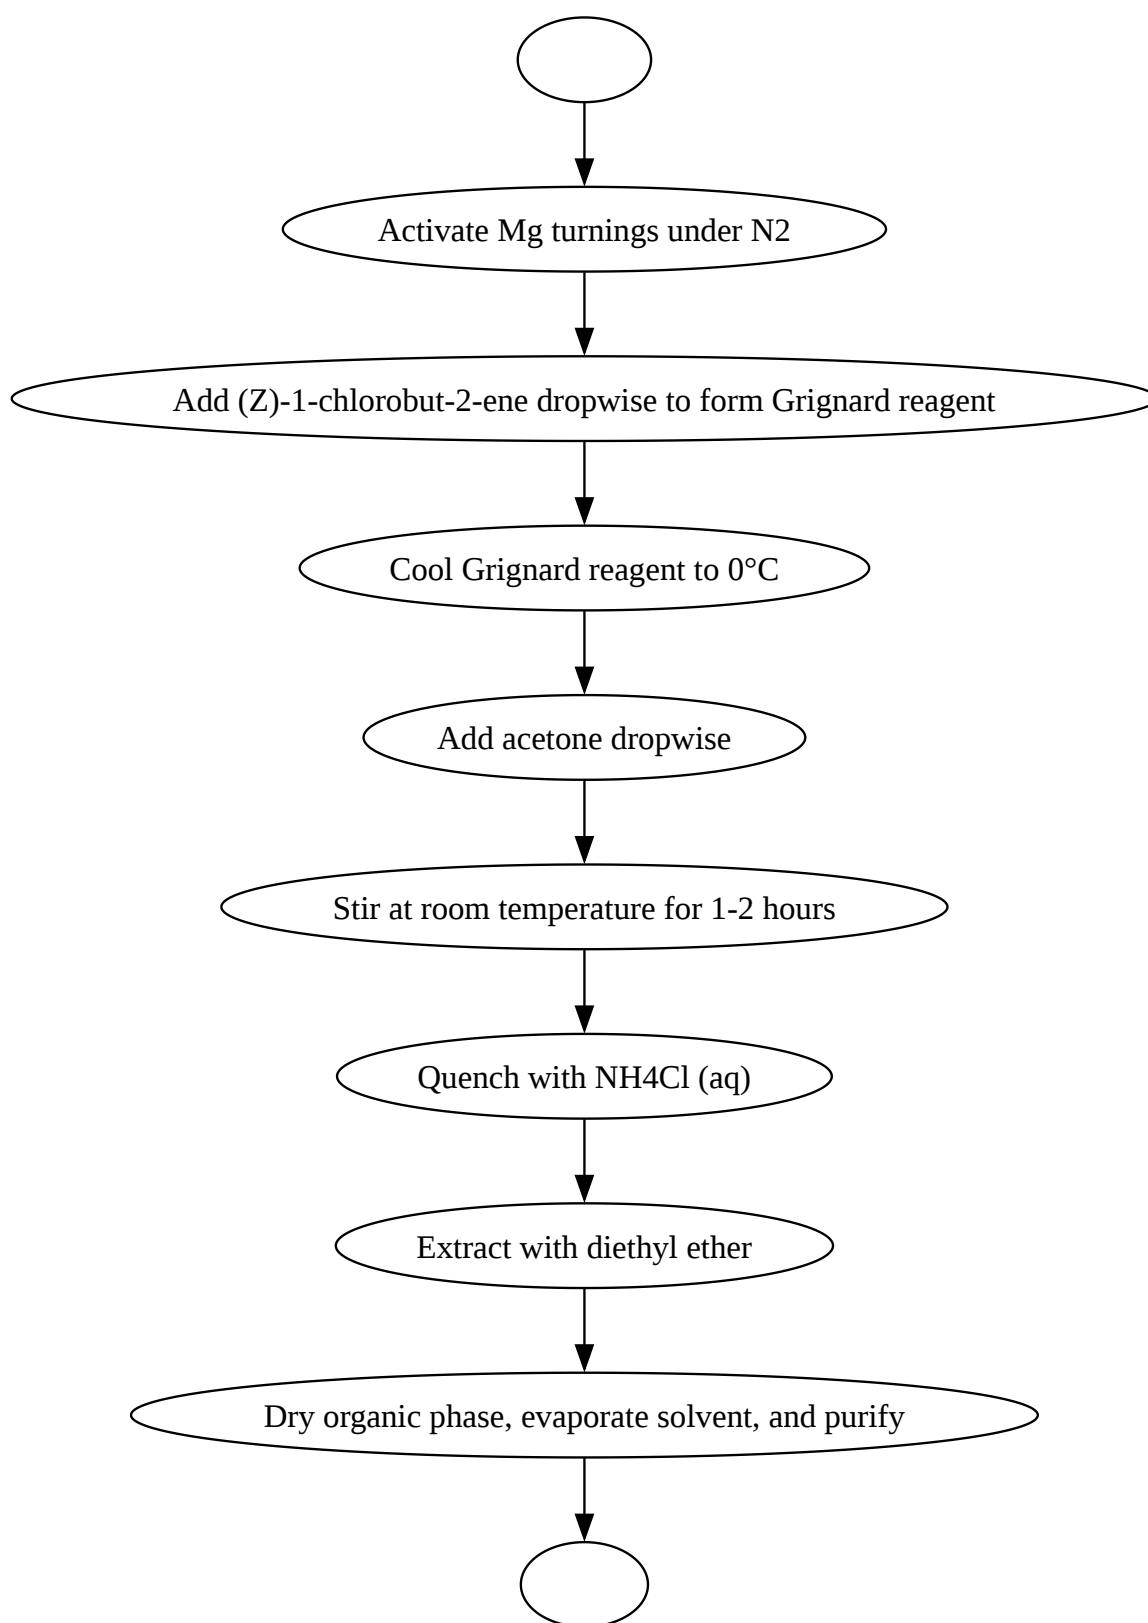 Activate Mg turnings under N2
Add (Z)-1-chlorobut-2-ene dropwise to form Grignard reagent
Cool Grignard reagent to 0°C
Add acetone dropwise
Stir at room temperature for 1-2 hours
Quench with NH4Cl (aq)
Extract with diethyl ether
Dry organic phase, evaporate solvent, and purify